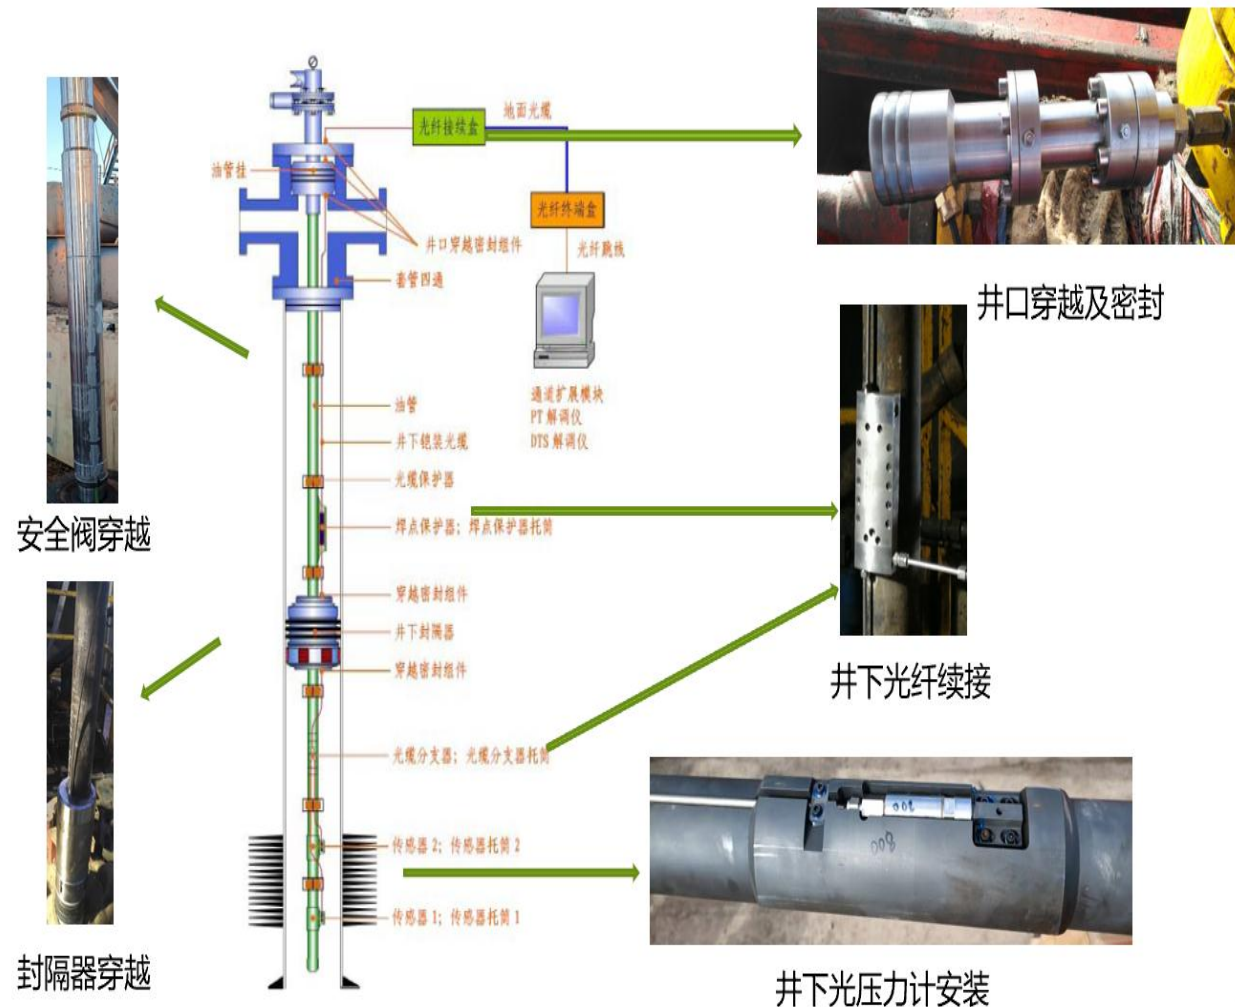 地面光缆
光纤接续盒
油管挂
光纤终端盒
井口穿越密封组件
光纤跳线
套管四通
井口穿越及密封
通道扩展模块
PT 解调仪
DTS 解调仪
油管
井下铠装光缆
光缆保护器
安全阀穿越
焊点保护器；焊点保护器托筒
穿越密封组件
井下封隔器
穿越密封组件
井下光纤续接
光缆分支器；光缆分支器托筒
传感器 2；传感器托筒 2
008
008
传感器 1；传感器托筒 1
封隔器穿越
井下光压力计安装